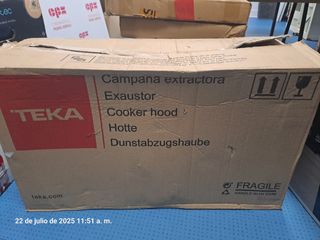 TEKA
Campana extractora
Exaustor
Cooker hood
Hotte
Dunstabzugshaube
teka.com
FRAGILE
22 de julio de 2025 11:51 a. m.